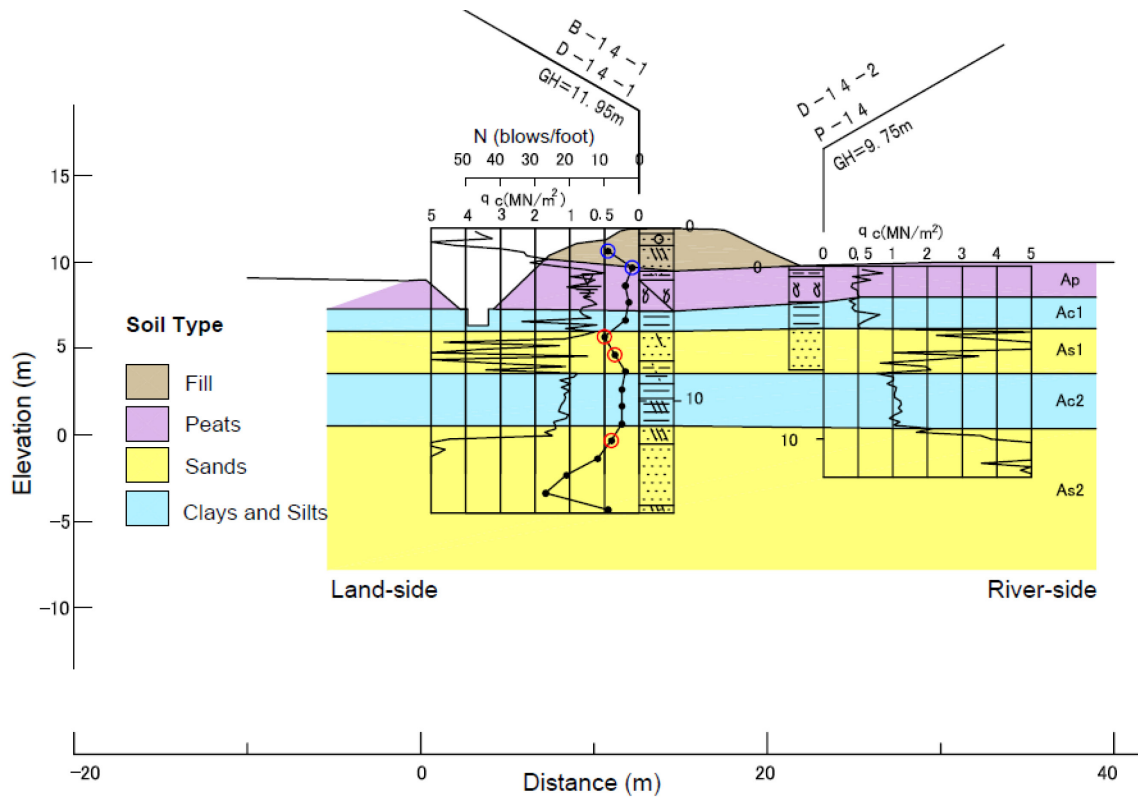 B-14-1
D-14-1
GH=11.95m
D-14-2
P-14
GH=9.75m
N (blows/foot)
50 40 30 20 10 0
q c(MN/m²)
5 4 3 2 1 0.5 0
0
q c(MN/m²)
0 0.5 1 2 3 4 5
0
15
10
5
0
-5
-10
Elevation (m)
Soil Type
Fill
Peats
Sands
Clays and Silts
10
10
Ap
Ac1
As1
Ac2
As2
Land-side
River-side
-20 0 20 40
Distance (m)